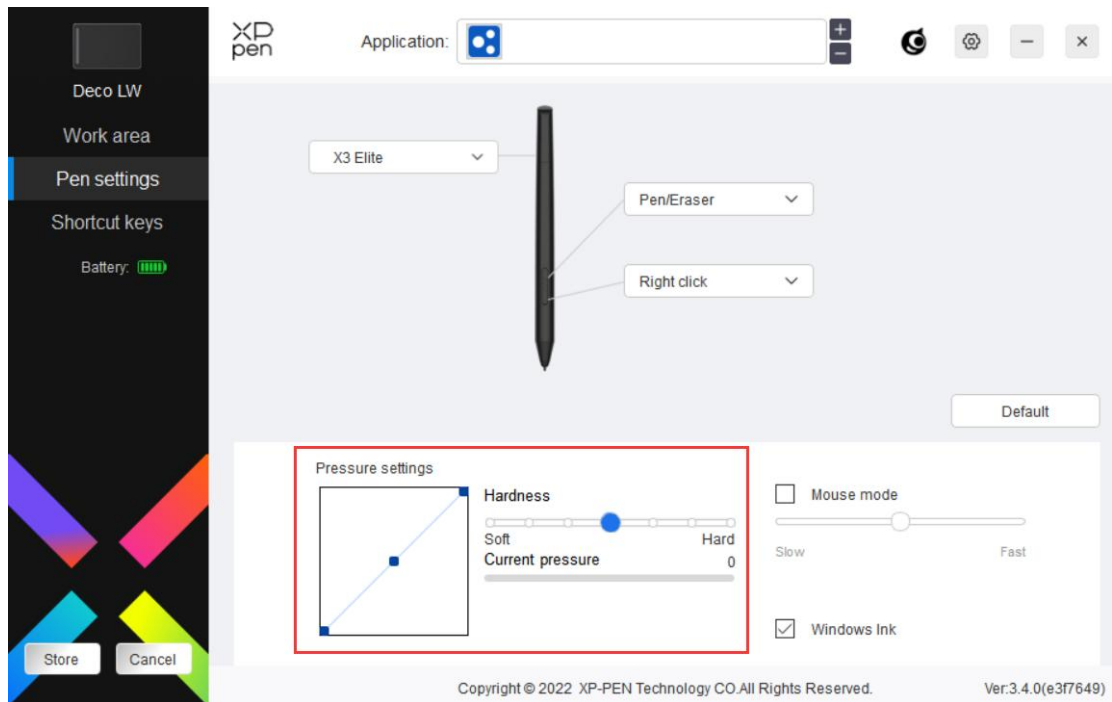 XP
pen
Application:
Deco LW
Work area
Pen settings
Shortcut keys
Battery:
X3 Elite
Pen/Eraser
Right click
Default
Pressure settings
Hardness
Soft Hard
Current pressure 0
Mouse mode
Slow Fast
Windows Ink
Store Cancel
Copyright © 2022 XP-PEN Technology CO.All Rights Reserved.
Ver:3.4.0(e3f7649)